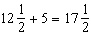 12 1/2 + 5 = 17 1/2